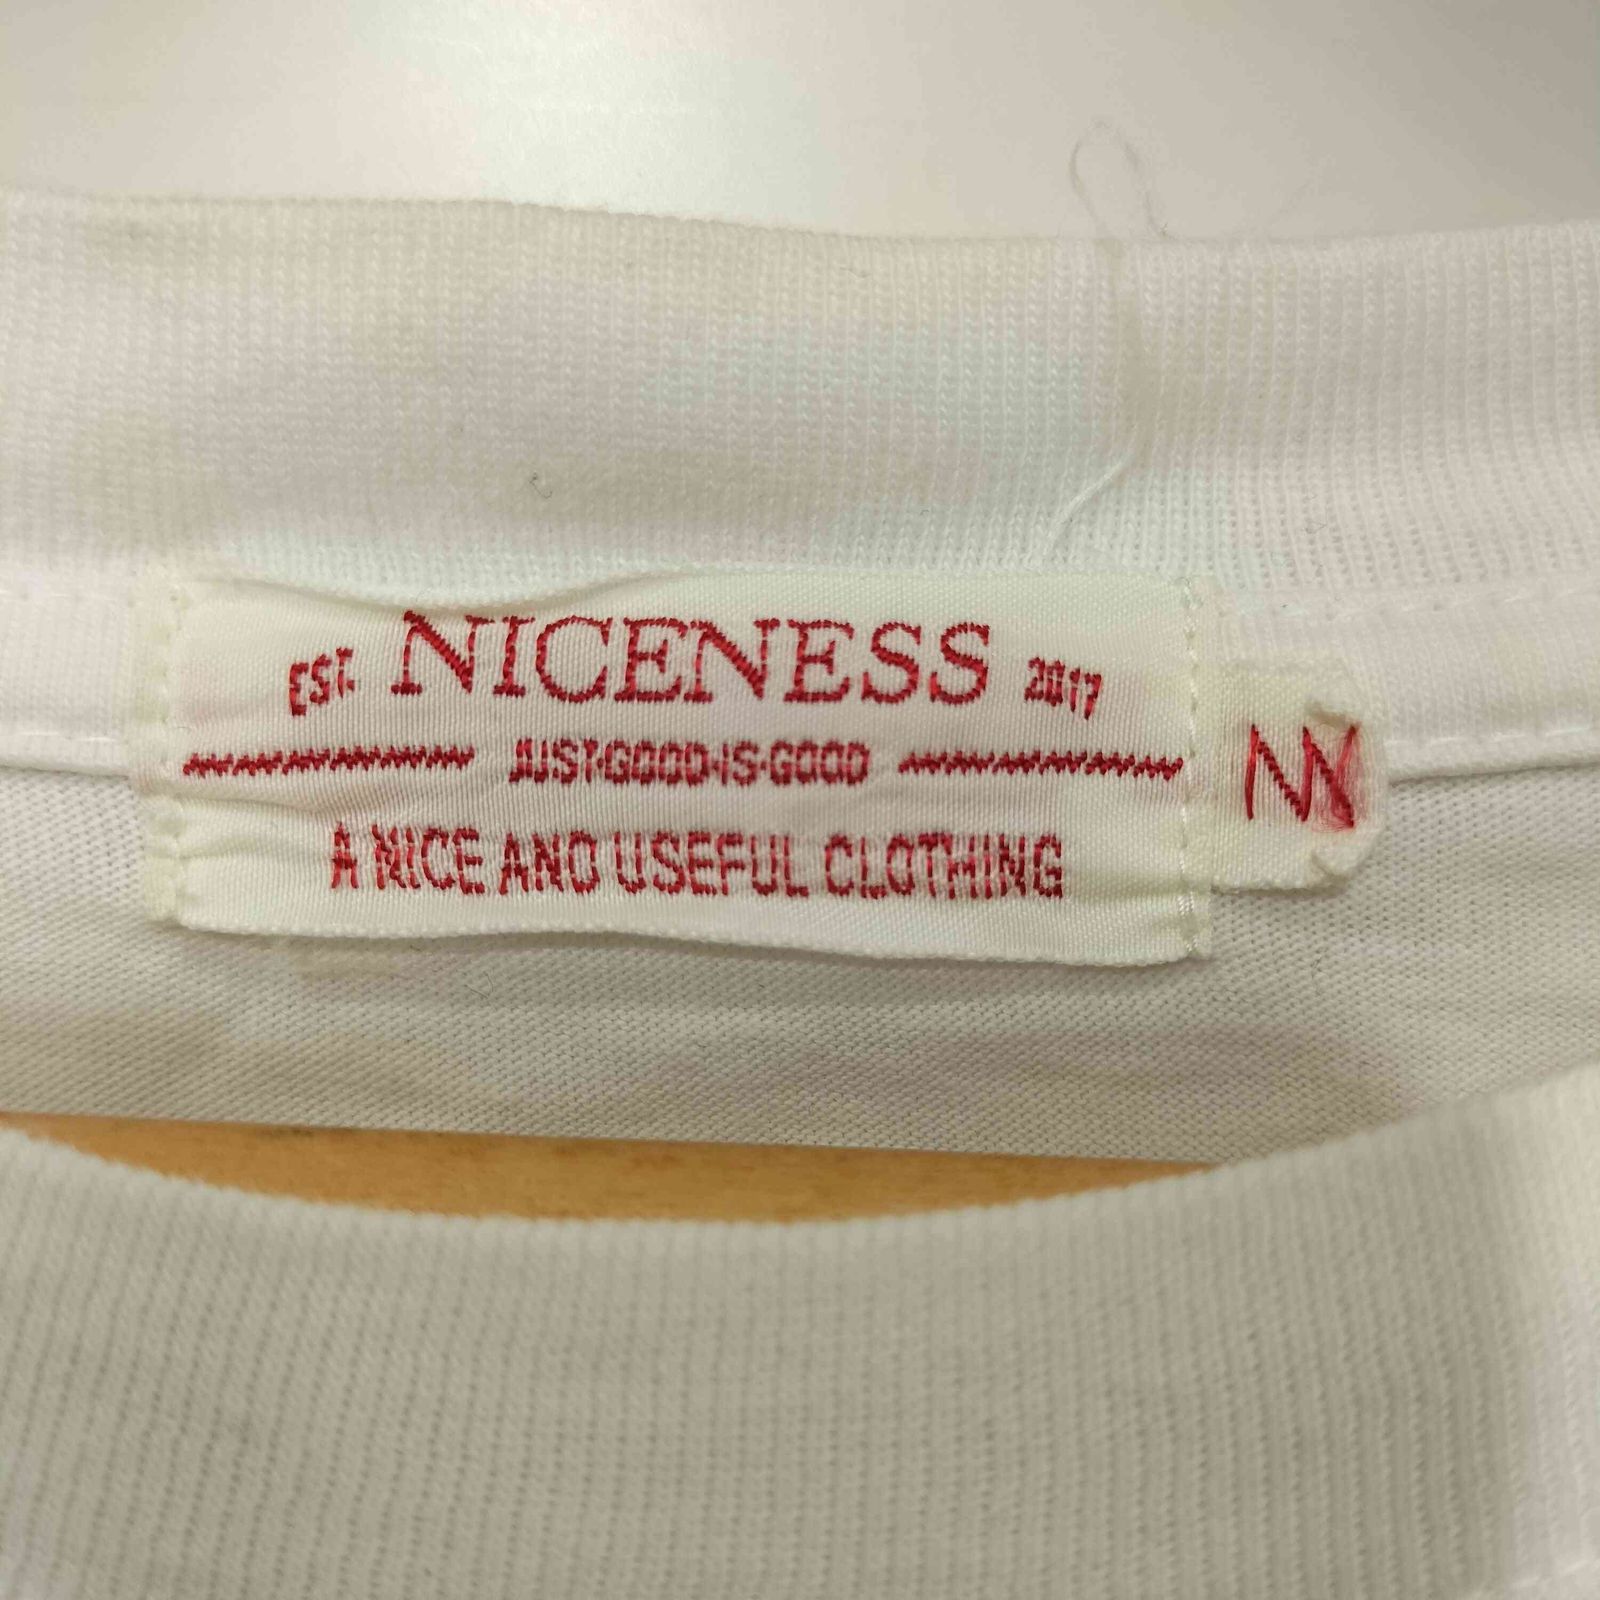 EST. NICENESS 2017
JUST·GOOD·IS·GOOD
A NICE AND USEFUL CLOTHING